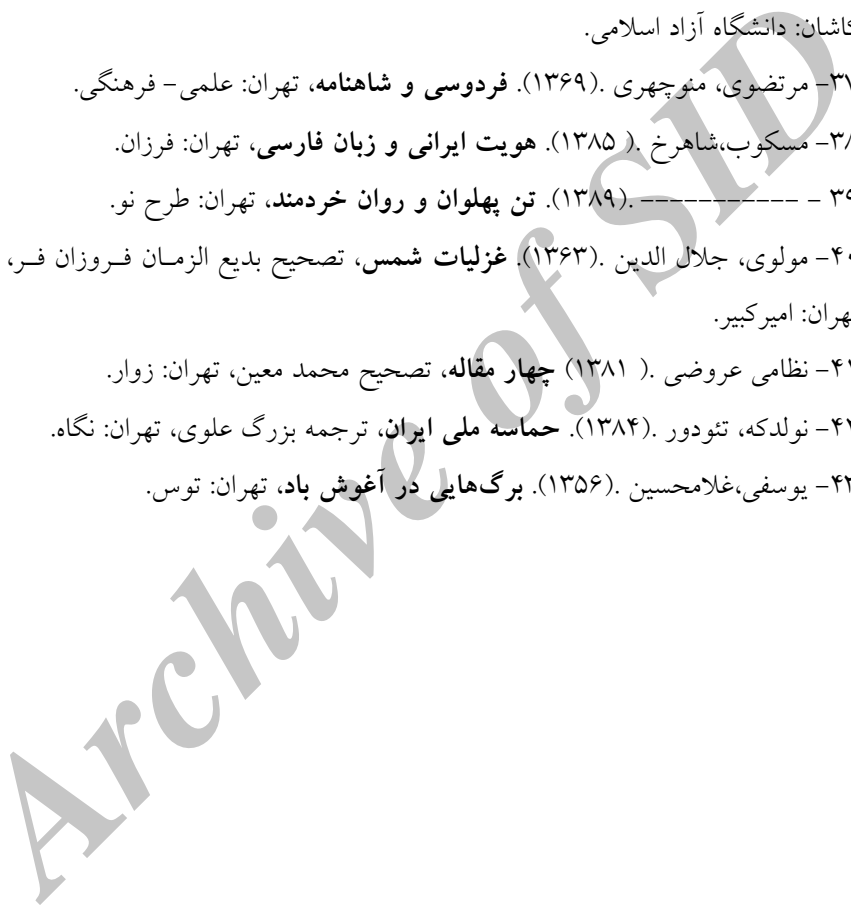 کاشان: دانشگاه آزاد اسلامی.
۳۷- مرتضوی، منوچهری .(۱۳۶۹). فردوسی و شاهنامه، تهران: علمی- فرهنگی.
۳۸- مسکوب،شاهرخ .( ۱۳۸۵). هویت ایرانی و زبان فارسی، تهران: فرزان.
۳۹ – ----------- .(۱۳۸۹). تن پهلوان و روان خردمند، تهران: طرح نو.
۴۰- مولوی، جلال الدین .(۱۳۶۳). غزلیات شمس، تصحیح بدیع الزمـان فـروزان فـر،
تهران: امیرکبیر.
۴۱- نظامی عروضی .( ۱۳۸۱) چهار مقاله، تصحیح محمد معین، تهران: زوار.
۴۲- نولدکه، تئودور .(۱۳۸۴). حماسه ملی ایران، ترجمه بزرگ علوی، تهران: نگاه.
۴۳- یوسفی،غلامحسین .(۱۳۵۶). برگ‌هایی در آغوش باد، تهران: توس.
Archive of SID